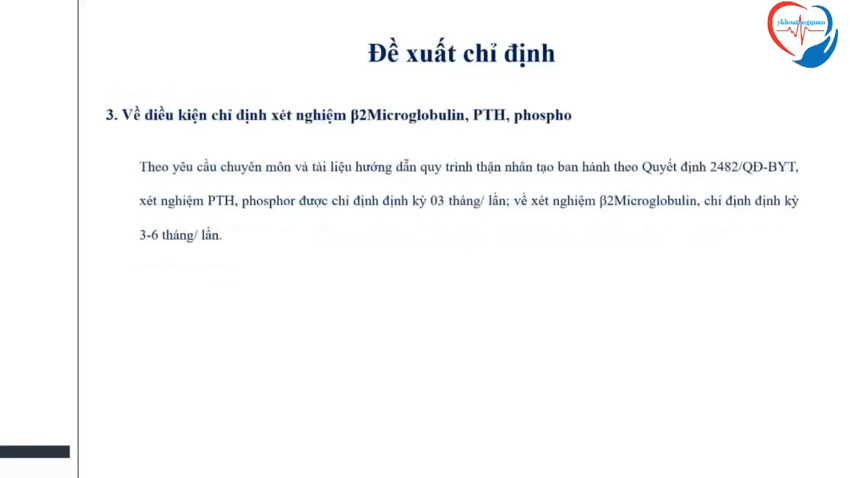 ykhoatongquan
Đề xuất chỉ định
3. Về điều kiện chỉ định xét nghiệm β2Microglobulin, PTH, phospho
Theo yêu cầu chuyên môn và tài liệu hướng dẫn quy trình thận nhân tạo ban hành theo Quyết định 2482/QĐ-BYT,
xét nghiệm PTH, phosphor được chỉ định định kỳ 03 tháng/ lần; về xét nghiệm β2Microglobulin, chỉ định định kỳ
3-6 tháng/ lần.